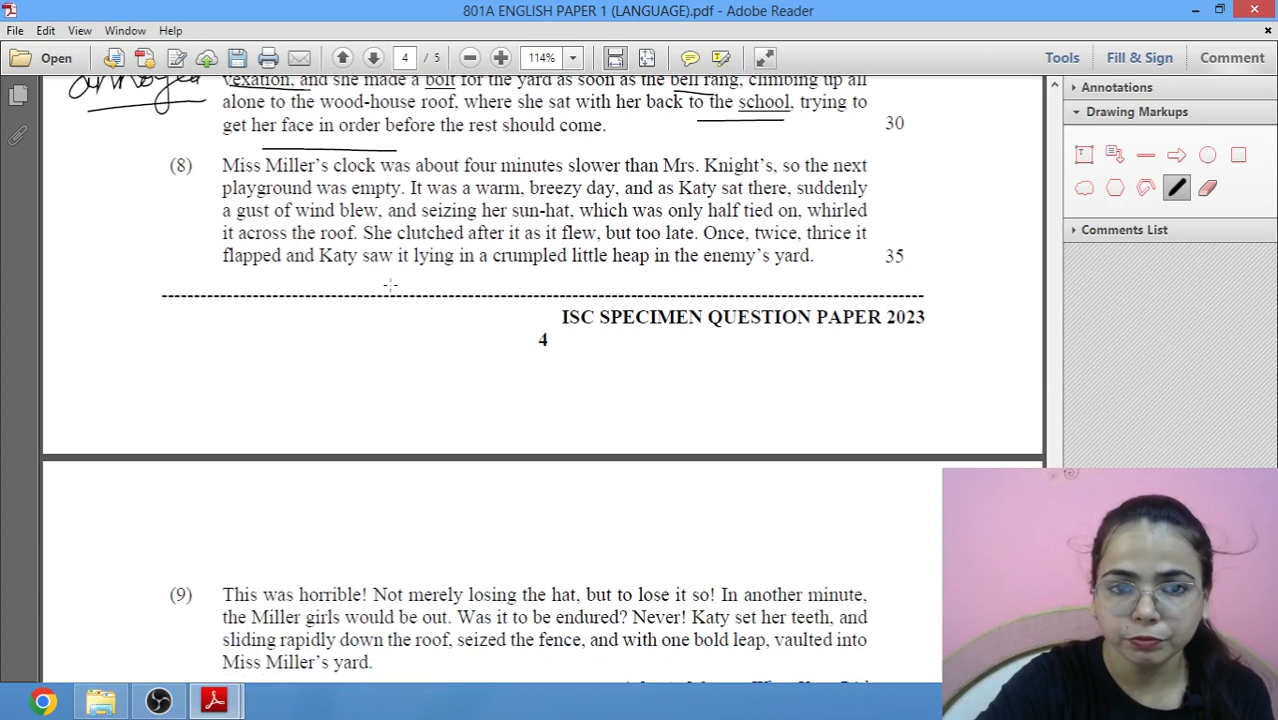 801A ENGLISH PAPER 1 (LANGUAGE).pdf - Adobe Reader
File Edit View Window Help
Open 4 / 5 114% Tools Fill & Sign Comment
annoyed vexation, and she made a bolt for the yard as soon as the bell rang, climbing up all
alone to the wood-house roof, where she sat with her back to the school, trying to
get her face in order before the rest should come. 30
(8) Miss Miller's clock was about four minutes slower than Mrs. Knight's, so the next
playground was empty. It was a warm, breezy day, and as Katy sat there, suddenly
a gust of wind blew, and seizing her sun-hat, which was only half tied on, whirled
it across the roof. She clutched after it as it flew, but too late. Once, twice, thrice it
flapped and Katy saw it lying in a crumpled little heap in the enemy's yard. 35
--------------------------------------------------------------------------------
ISC SPECIMEN QUESTION PAPER 2023
4
(9) This was horrible! Not merely losing the hat, but to lose it so! In another minute,
the Miller girls would be out. Was it to be endured? Never! Katy set her teeth, and
sliding rapidly down the roof, seized the fence, and with one bold leap, vaulted into
Miss Miller's yard.
Annotations
Drawing Markups
Comments List